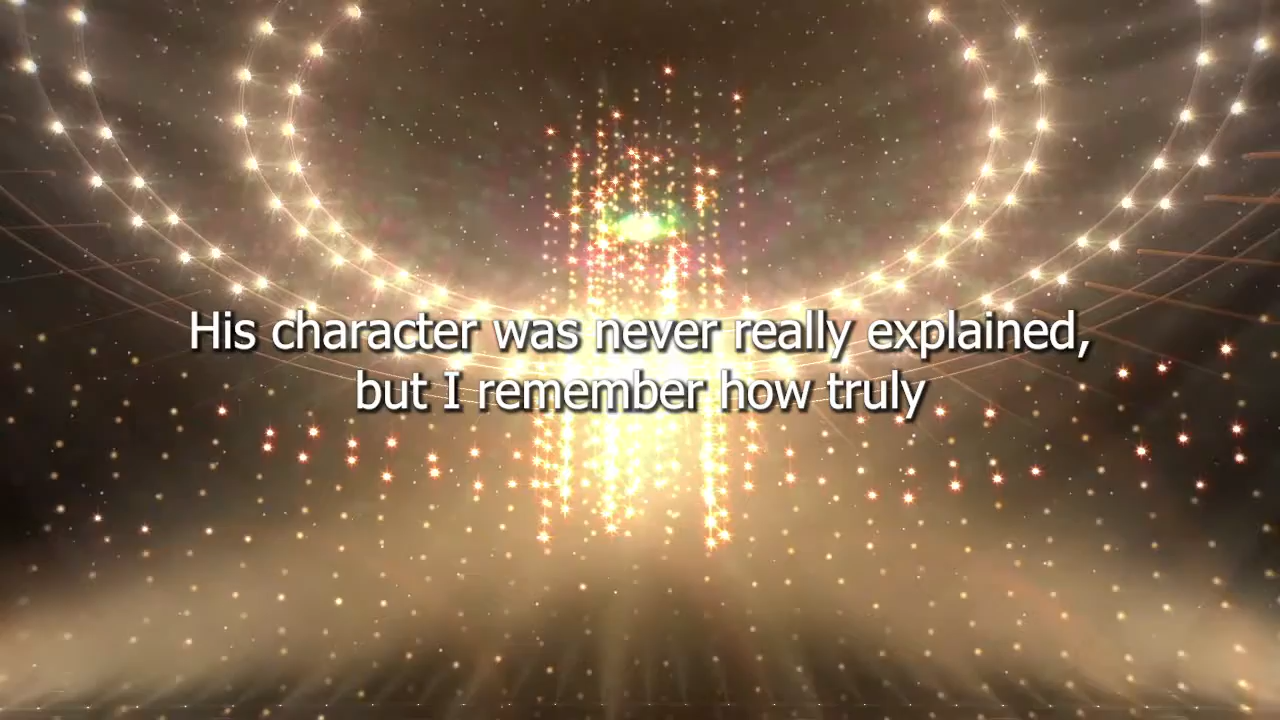 His character was never really explained,
but I remember how truly